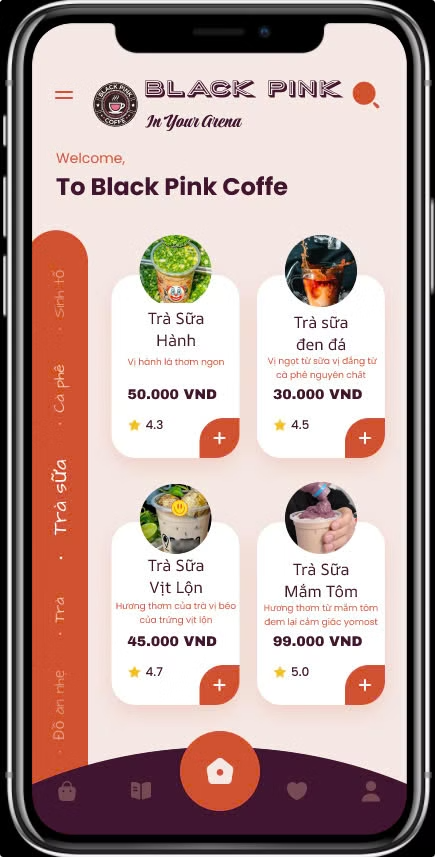 BLACK PINK
COFFE
BLACK PINK
In Your Arena
Welcome,
To Black Pink Coffe
Sinh tố
· Cà phê
· Trà sữa
· Trà
· Đồ ăn nhẹ
Trà Sữa
Hành
Vị hành lá thơm ngon
50.000 VND
4.3
+
Trà sữa
đen đá
Vị ngọt từ sữa vị đắng từ
cà phê nguyên chất
30.000 VND
4.5
+
Trà Sữa
Vịt Lộn
Hương thơm của trà vị béo
của trứng vịt lộn
45.000 VND
4.7
+
Trà Sữa
Mắm Tôm
Hương thơm từ mắm tôm
đem lại cảm giác yomost
99.000 VND
5.0
+